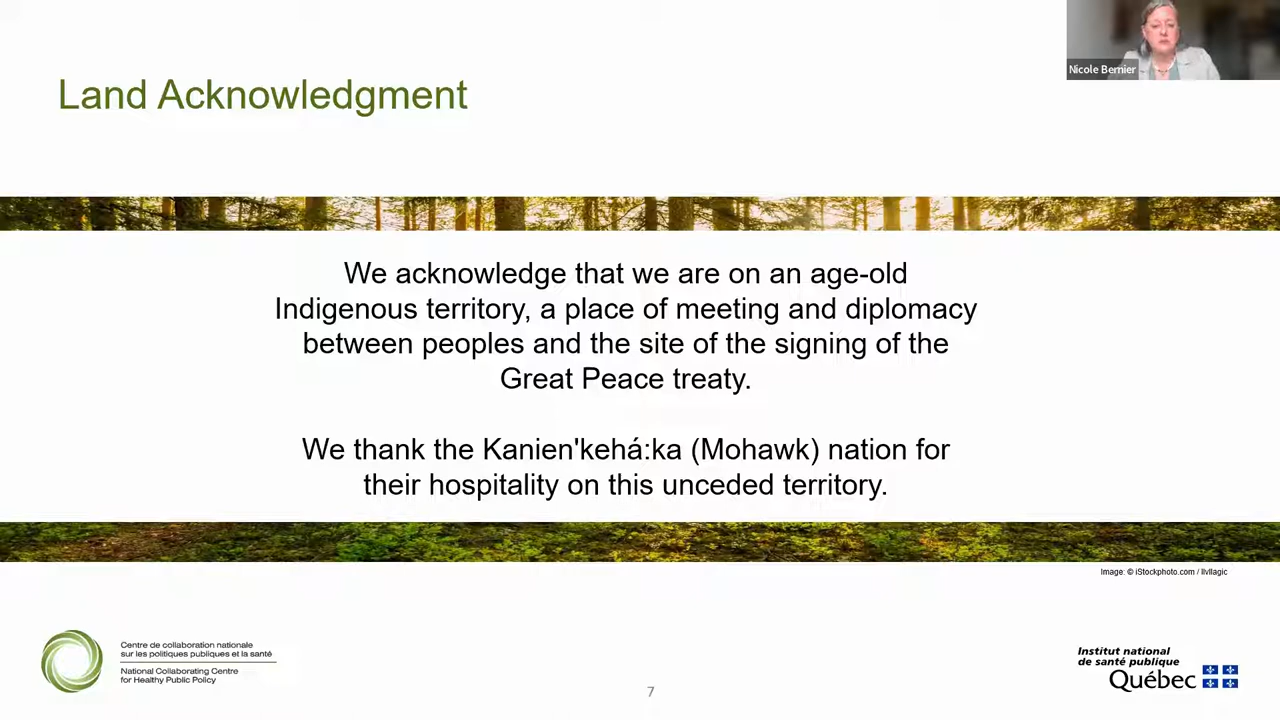 Nicole Bernier
Land Acknowledgment
We acknowledge that we are on an age-old
Indigenous territory, a place of meeting and diplomacy
between peoples and the site of the signing of the
Great Peace treaty.
We thank the Kanien'kehá:ka (Mohawk) nation for
their hospitality on this unceded territory.
Image: © iStockphoto.com /
Centre de collaboration nationale
sur les politiques publiques et la santé
National Collaborating Centre
for Healthy Public Policy
Institut national
de santé publique
Québec
7